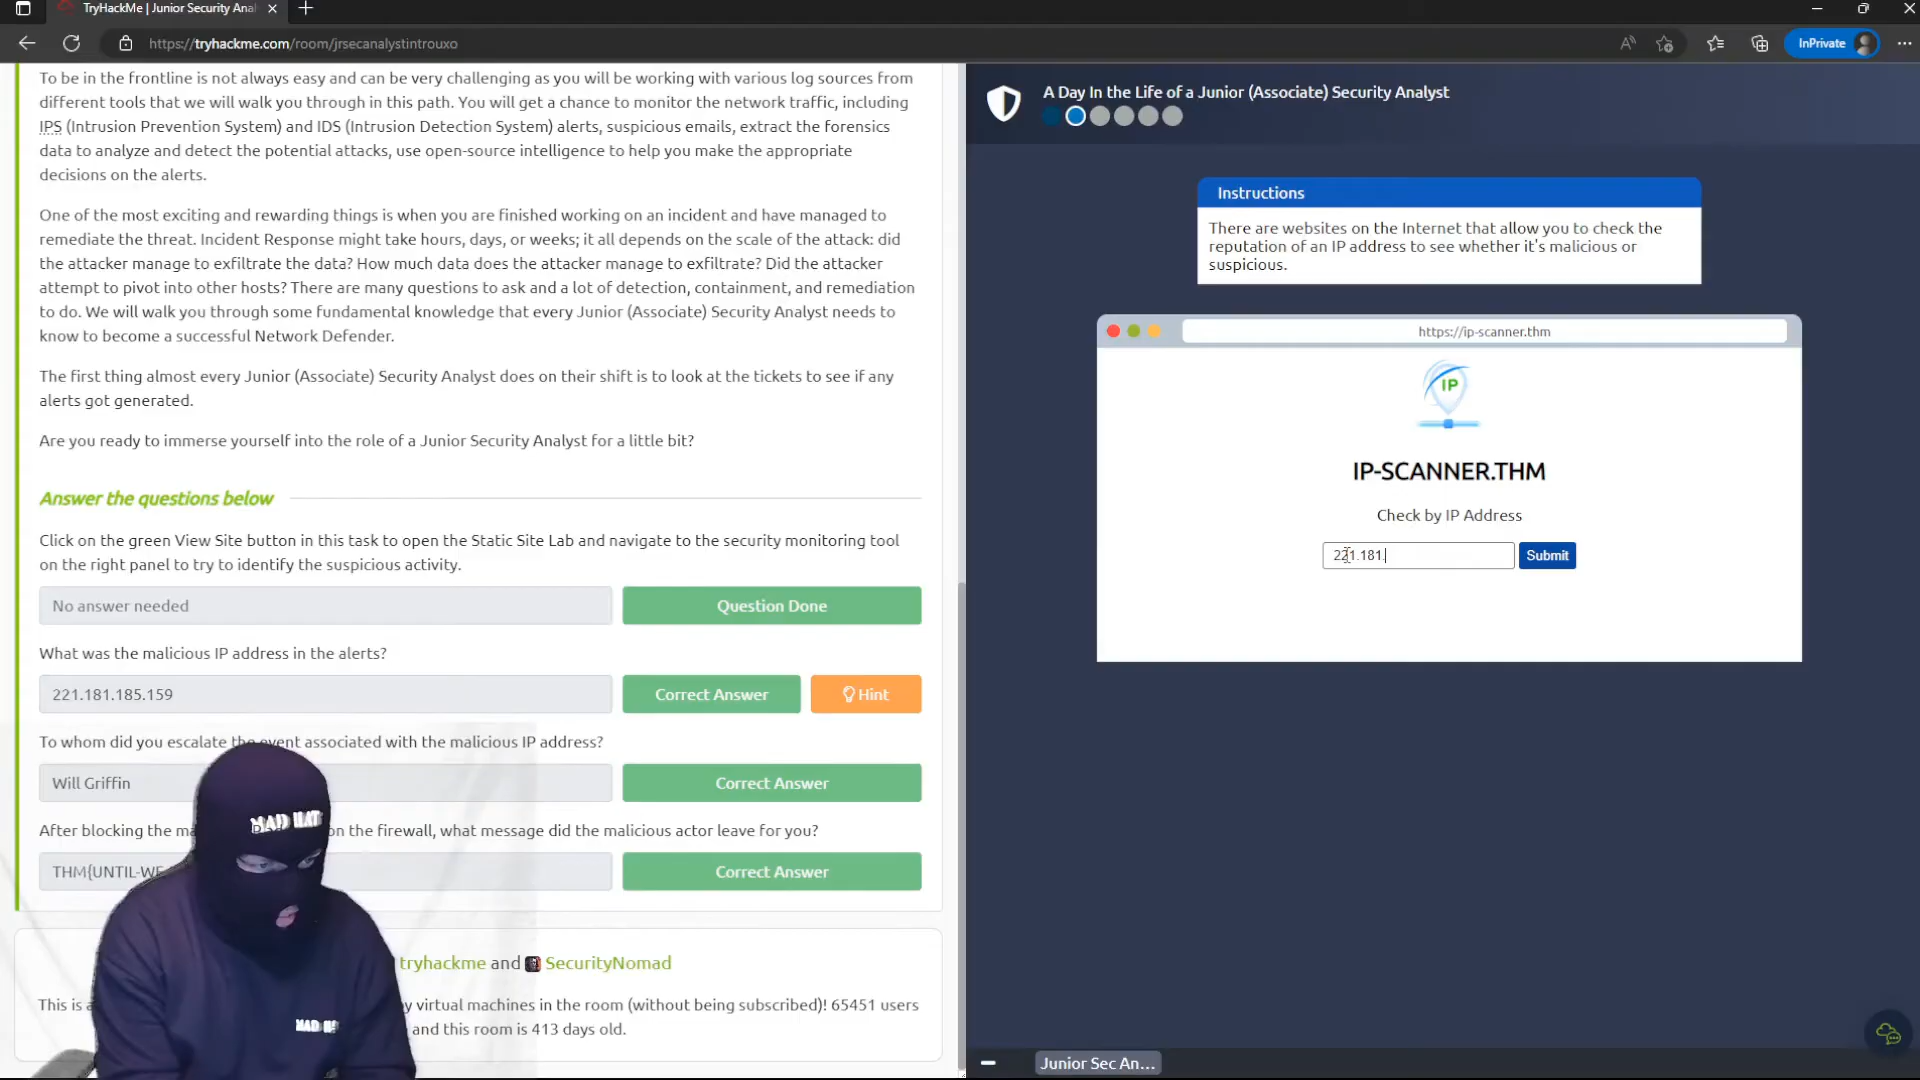 TryHackMe | Junior Security Anal
https://tryhackme.com/room/jrsecanalystintrouxo
InPrivate
To be in the frontline is not always easy and can be very challenging as you will be working with various log sources from
different tools that we will walk you through in this path. You will get a chance to monitor the network traffic, including
IPS (Intrusion Prevention System) and IDS (Intrusion Detection System) alerts, suspicious emails, extract the forensics
data to analyze and detect the potential attacks, use open-source intelligence to help you make the appropriate
decisions on the alerts.
One of the most exciting and rewarding things is when you are finished working on an incident and have managed to
remediate the threat. Incident Response might take hours, days, or weeks; it all depends on the scale of the attack: did
the attacker manage to exfiltrate the data? How much data does the attacker manage to exfiltrate? Did the attacker
attempt to pivot into other hosts? There are many questions to ask and a lot of detection, containment, and remediation
to do. We will walk you through some fundamental knowledge that every Junior (Associate) Security Analyst needs to
know to become a successful Network Defender.
The first thing almost every Junior (Associate) Security Analyst does on their shift is to look at the tickets to see if any
alerts got generated.
Are you ready to immerse yourself into the role of a Junior Security Analyst for a little bit?
Answer the questions below
Click on the green View Site button in this task to open the Static Site Lab and navigate to the security monitoring tool
on the right panel to try to identify the suspicious activity.
No answer needed
Question Done
What was the malicious IP address in the alerts?
221.181.185.159
Correct Answer
Hint
To whom did you escalate the event associated with the malicious IP address?
Will Griffin
Correct Answer
After blocking the ma on the firewall, what message did the malicious actor leave for you?
THM{UNTIL-WE
Correct Answer
MAD HAT
MAD
tryhackme and SecurityNomad
This is a y virtual machines in the room (without being subscribed)! 65451 users
and this room is 413 days old.
A Day In the Life of a Junior (Associate) Security Analyst
Instructions
There are websites on the Internet that allow you to check the
reputation of an IP address to see whether it's malicious or
suspicious.
https://ip-scanner.thm
IP
IP-SCANNER.THM
Check by IP Address
221.181.
Submit
Junior Sec An...